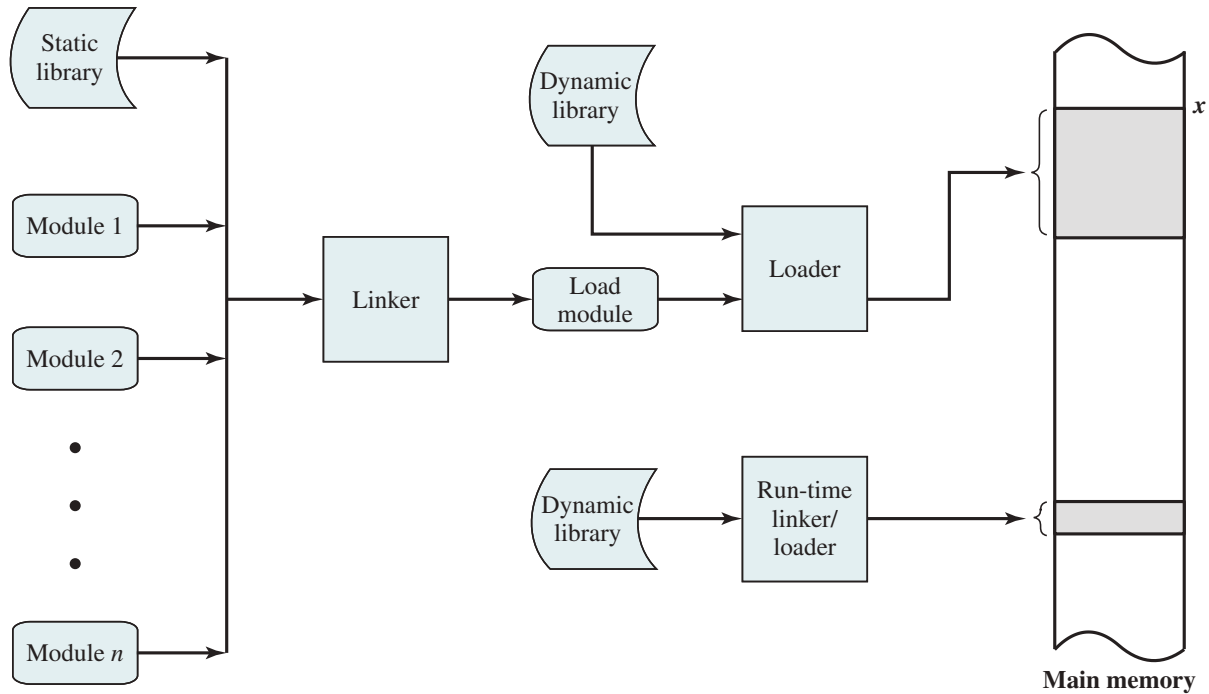 Static
library
Dynamic
library
x
Module 1
Loader
Linker
Load
module
Module 2
Dynamic
library
Run-time
linker/
loader
Module n
Main memory